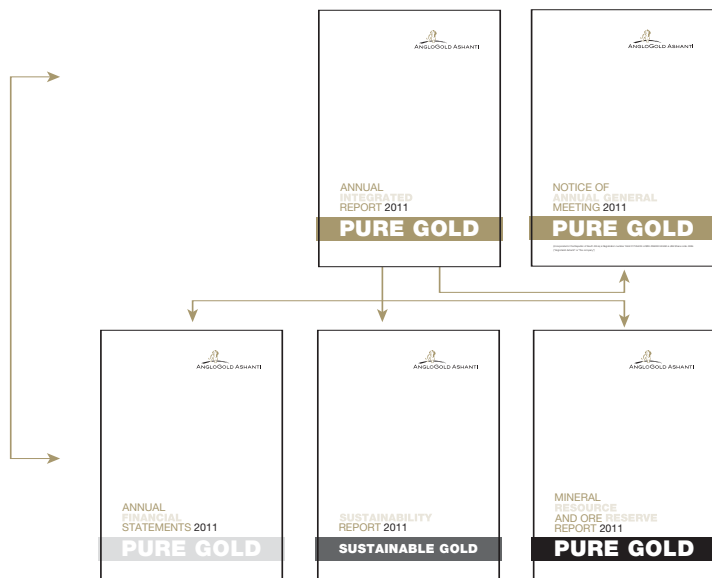 ANGLOGOLD ASHANTI
ANNUAL
INTEGRATED
REPORT 2011
PURE GOLD
ANGLOGOLD ASHANTI
NOTICE OF
ANNUAL GENERAL
MEETING 2011
PURE GOLD
ANGLOGOLD ASHANTI
ANNUAL
FINANCIAL
STATEMENTS 2011
PURE GOLD
ANGLOGOLD ASHANTI
SUSTAINABILITY
REPORT 2011
SUSTAINABLE GOLD
ANGLOGOLD ASHANTI
MINERAL
RESOURCE
AND ORE RESERVE
REPORT 2011
PURE GOLD